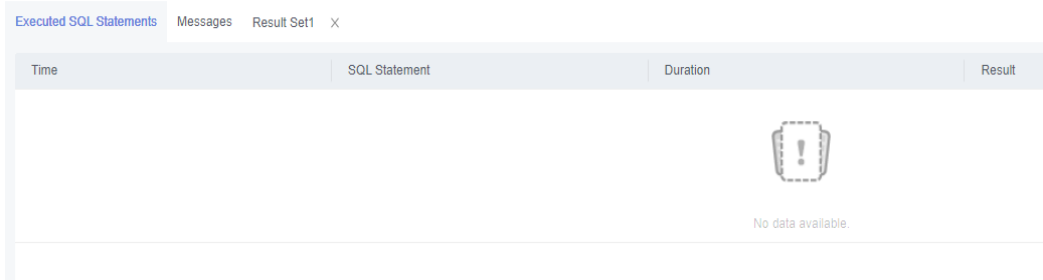 Executed SQL Statements Messages Result Set1 X
Time SQL Statement Duration Result
!
No data available.